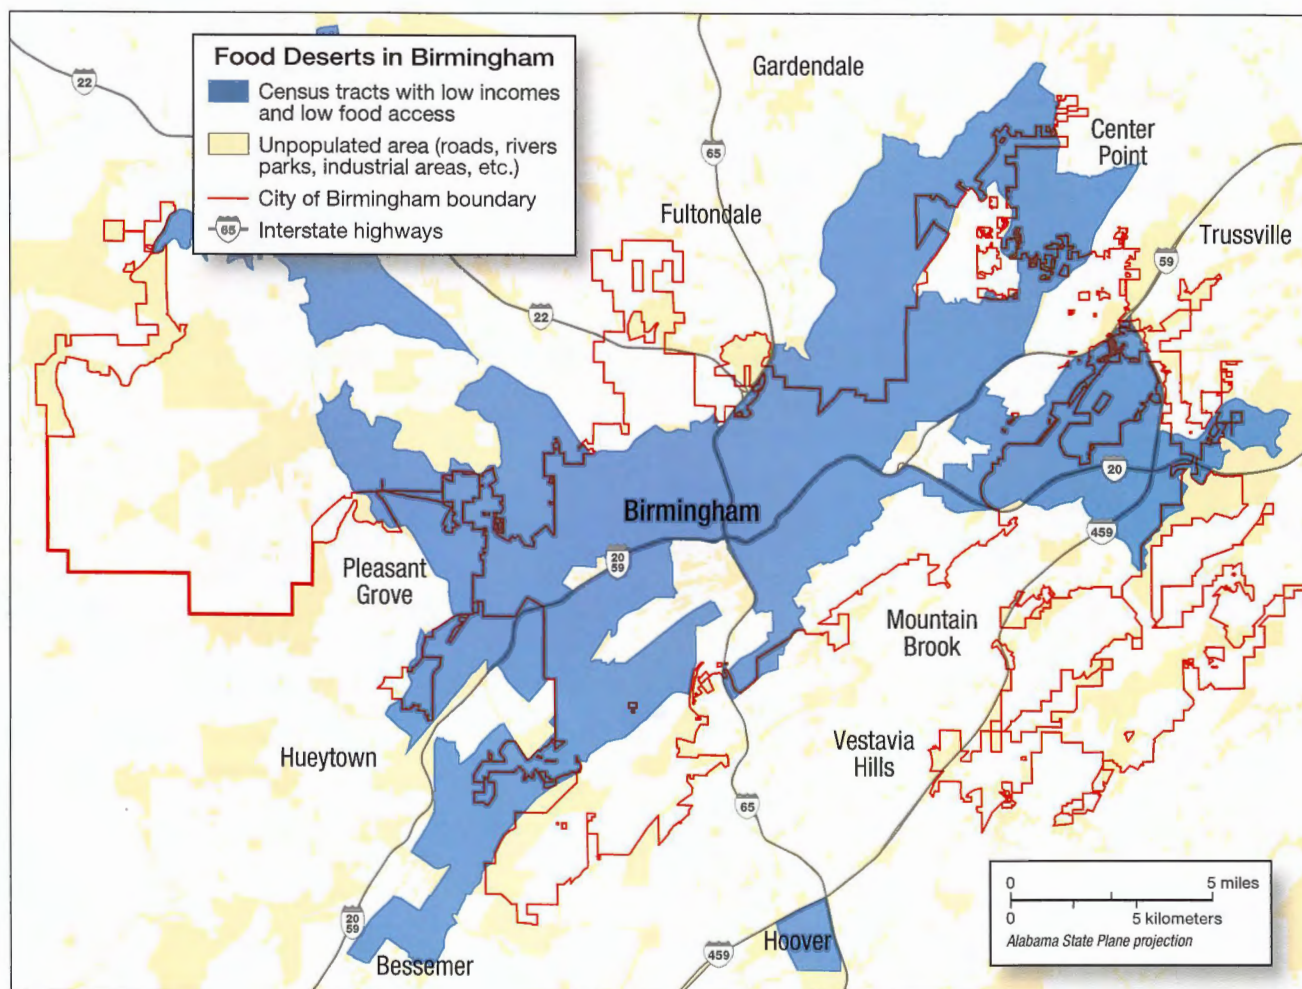 Food Deserts in Birmingham
Census tracts with low incomes
and low food access
Unpopulated area (roads, rivers
parks, industrial areas, etc.)
City of Birmingham boundary
65
Interstate highways
22
Gardendale
Center
Point
65
Fultondale
Trussville
59
22
20
Birmingham
459
20
59
Pleasant
Grove
Mountain
Brook
Hueytown
Vestavia
Hills
65
0
5 miles
0
5 kilometers
Alabama State Plane projection
20
59
Hoover
459
Bessemer